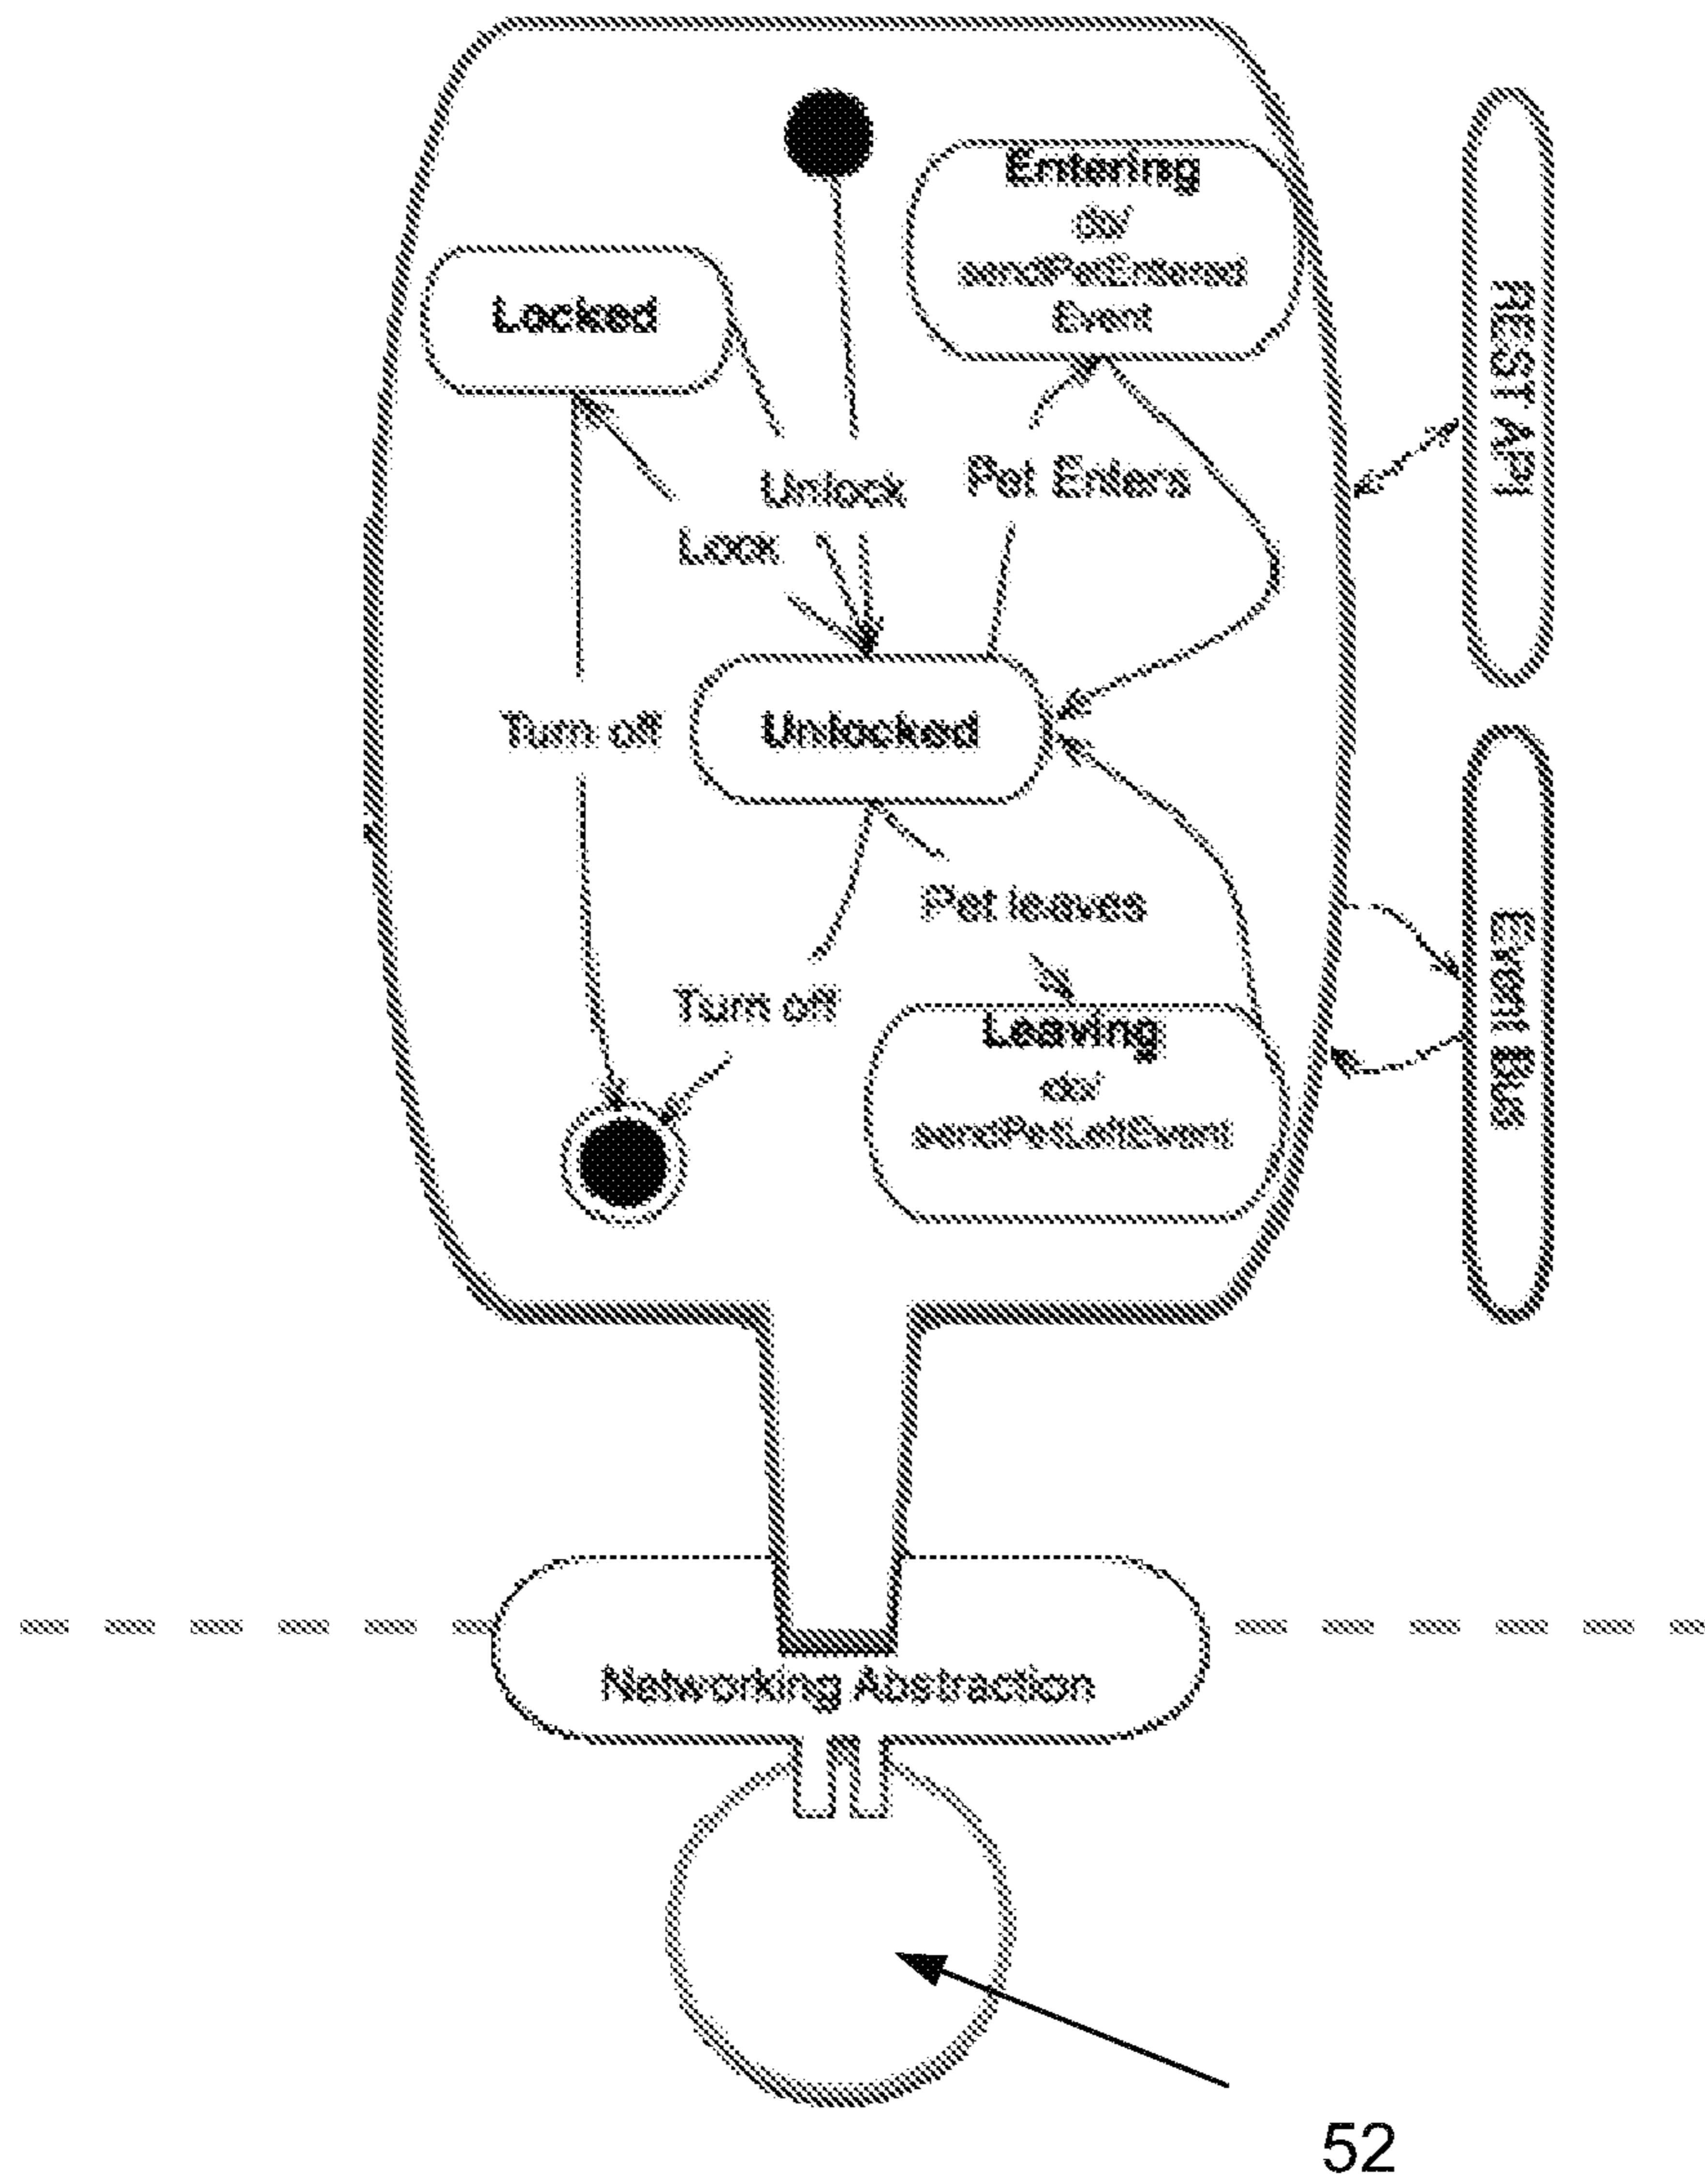 Entering
do/
sendPetEntered
Event
Locked
Unlock
Pet Enters
Lock
Turn off
Unlocked
Pet leaves
Turn off
Leaving
do/
sendPetLeftEvent
REST API
Event Bus
Networking Abstraction
52